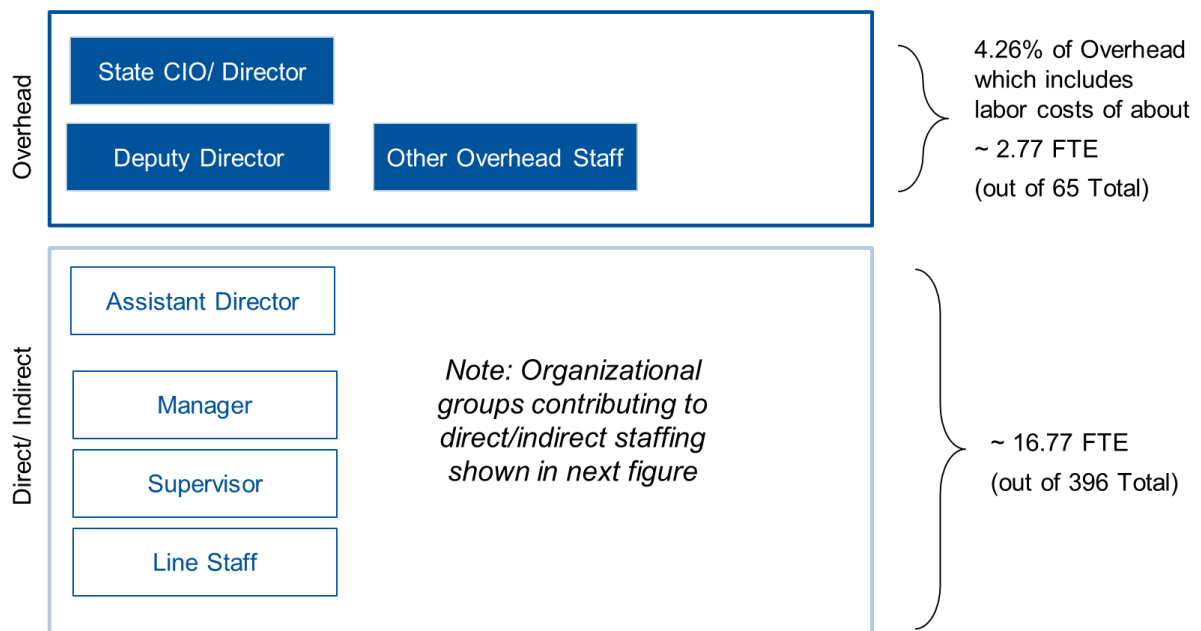 Overhead
State CIO/ Director
Deputy Director
Other Overhead Staff
4.26% of Overhead
which includes
labor costs of about
~ 2.77 FTE
(out of 65 Total)
Direct/ Indirect
Assistant Director
Manager
Supervisor
Line Staff
Note: Organizational
groups contributing to
direct/indirect staffing
shown in next figure
~ 16.77 FTE
(out of 396 Total)